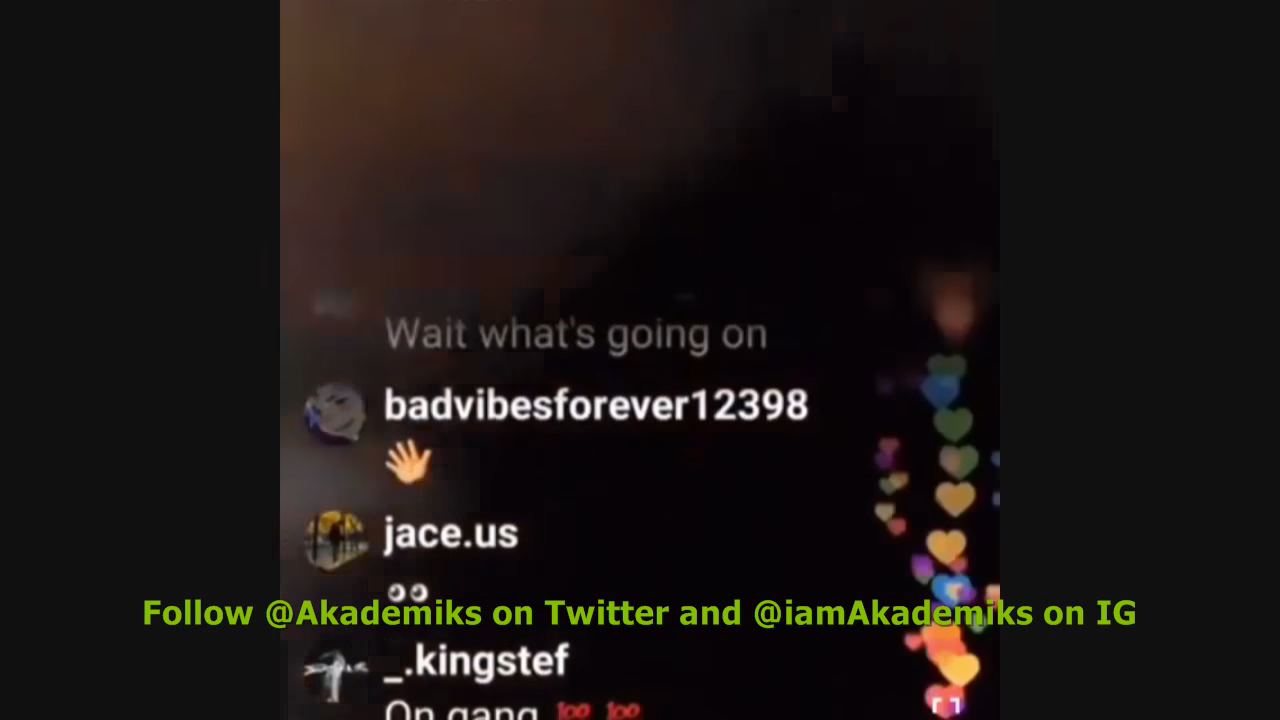 Wait what's going on
badvibesforever12398
👋
jace.us
👀
Follow @Akademiks on Twitter and @iamAkademiks on IG
_.kingstef
On gang 💯 💯